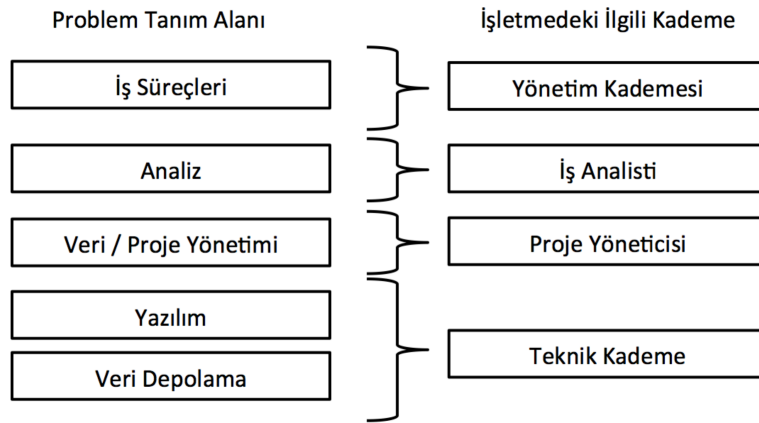 Problem Tanım Alanı
İşletmedeki İlgili Kademe
İş Süreçleri
Yönetim Kademesi
Analiz
İş Analisti
Veri / Proje Yönetimi
Proje Yöneticisi
Yazılım
Teknik Kademe
Veri Depolama